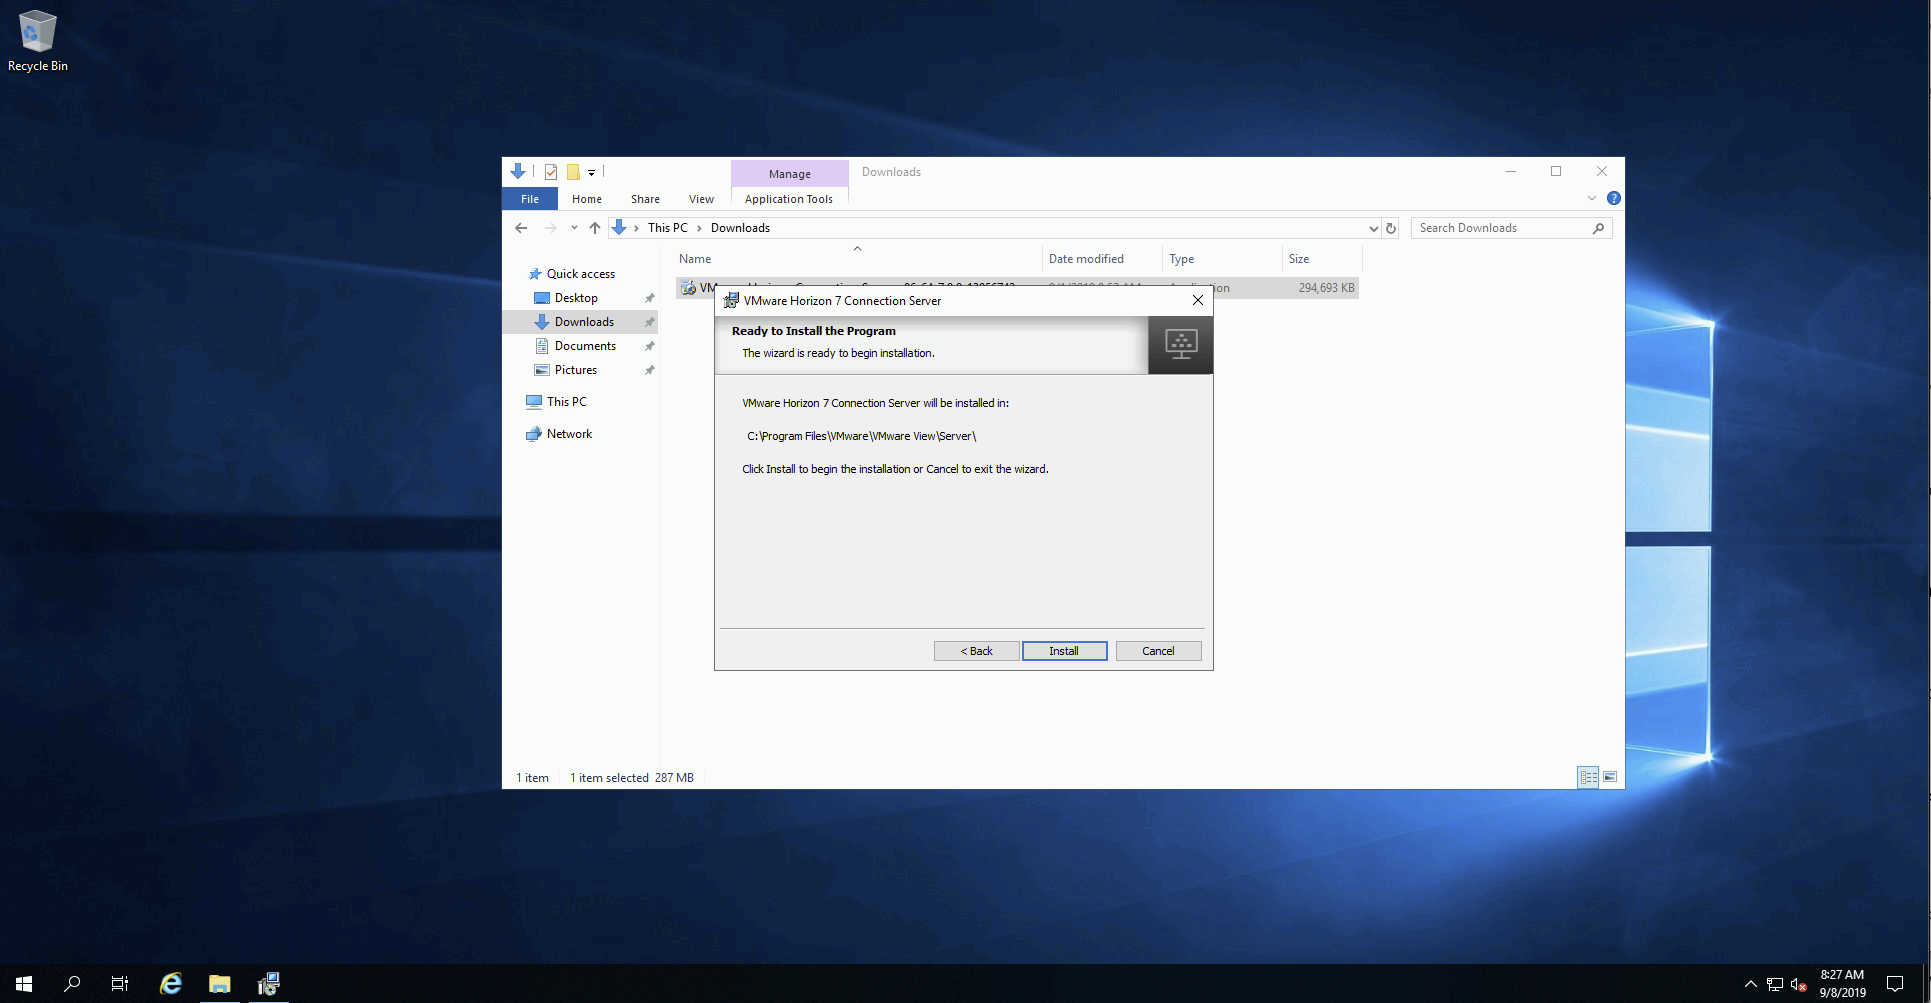 Recycle Bin
Manage
Downloads
File
Home
Share
View
Application Tools
This PC
Downloads
Search Downloads
Name
Date modified
Type
Size
Quick access
294,693 KB
VMware Horizon 7 Connection Server
Desktop
Downloads
Ready to Install the Program
Documents
The wizard is ready to begin installation.
Pictures
This PC
VMware Horizon 7 Connection Server will be installed in:
Network
C:\Program Files\VMware\VMware View\Server\
Click Install to begin the installation or Cancel to exit the wizard.
< Back
Install
Cancel
1 item
1 item selected 287 MB
8:27 AM
9/8/2019